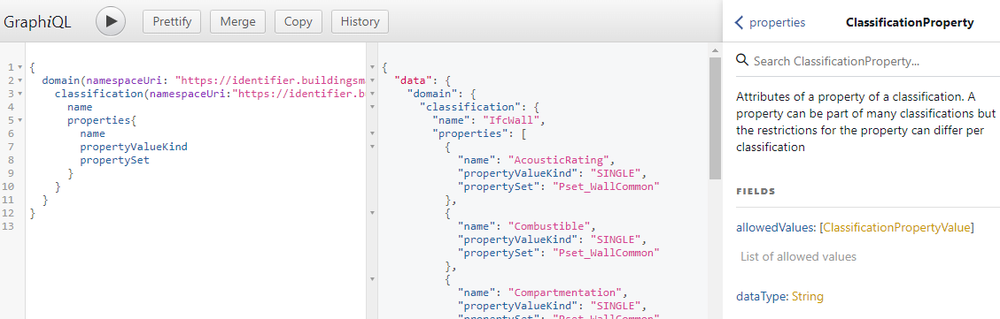 GraphiQL
Prettify
Merge
Copy
History
1 {
2 domain(namespaceUri: "https://identifier.buildingsm
3 classification(namespaceUri:"https://identifier.b
4 name
5 properties{
6 name
7 propertyValueKind
8 propertySet
9 }
10 }
11 }
12 }
13
{
"data": {
"domain": {
"classification": {
"name": "IfcWall",
"properties": [
{
"name": "AcousticRating",
"propertyValueKind": "SINGLE",
"propertySet": "Pset_WallCommon"
},
{
"name": "Combustible",
"propertyValueKind": "SINGLE",
"propertySet": "Pset_WallCommon"
},
{
"name": "Compartmentation",
"propertyValueKind": "SINGLE",
"propertySet": "Pset_WallCommon"
properties
ClassificationProperty
Search ClassificationProperty...
Attributes of a property of a classification. A
property can be part of many classifications but
the restrictions for the property can differ per
classification
FIELDS
allowedValues: [ClassificationPropertyValue]
List of allowed values
dataType: String